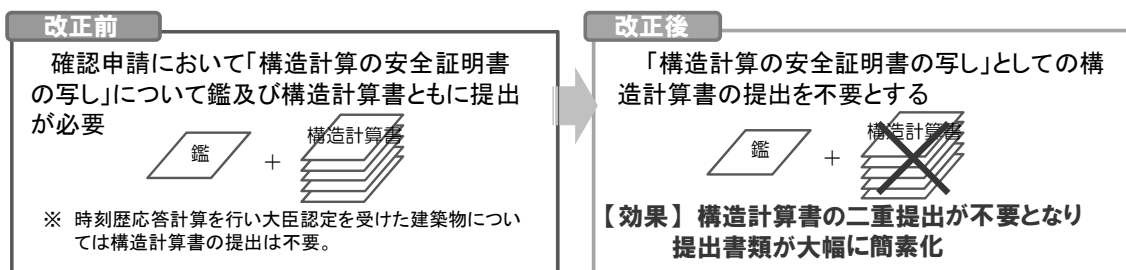 改正前
確認申請において「構造計算の安全証明書
の写し」について鑑及び構造計算書ともに提出
が必要
鑑
+
構造計算書
※ 時刻歴応答計算を行い大臣認定を受けた建築物につい
ては構造計算書の提出は不要。
改正後
「構造計算の安全証明書の写し」としての構
造計算書の提出を不要とする
鑑
+
構造計算書
【効果】構造計算書の二重提出が不要となり
提出書類が大幅に簡素化